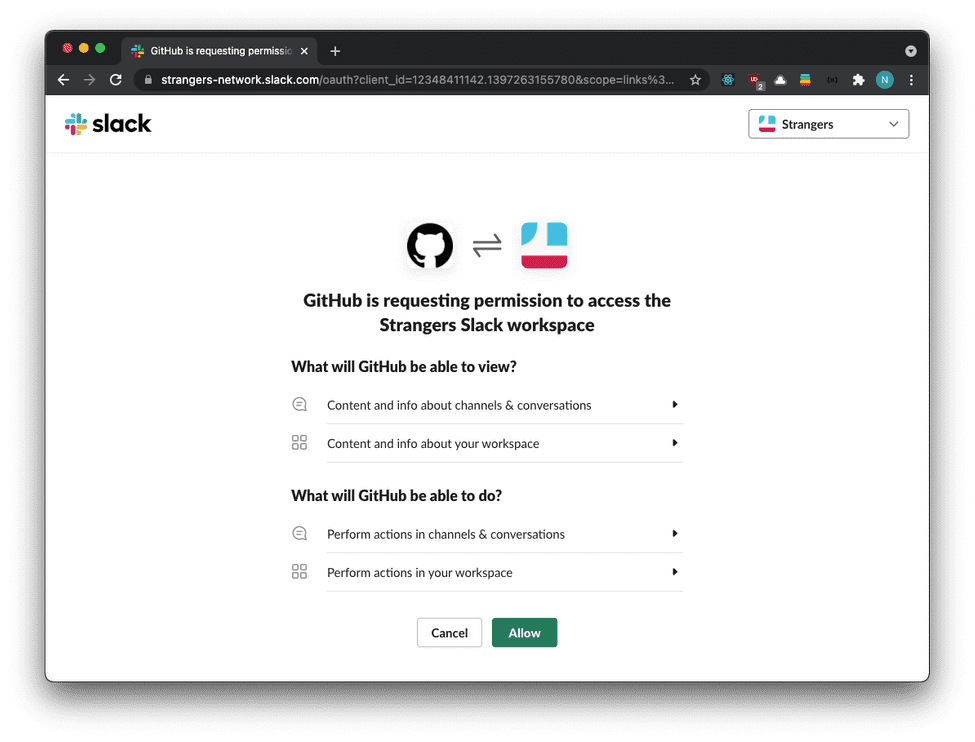 GitHub is requesting permissio
strangers-network.slack.com/oauth?client_id=12348411142.1397263155780&scope=links%3...
2
N
slack
Strangers
GitHub is requesting permission to access the
Strangers Slack workspace
What will GitHub be able to view?
Content and info about channels & conversations
Content and info about your workspace
What will GitHub be able to do?
Perform actions in channels & conversations
Perform actions in your workspace
Cancel
Allow